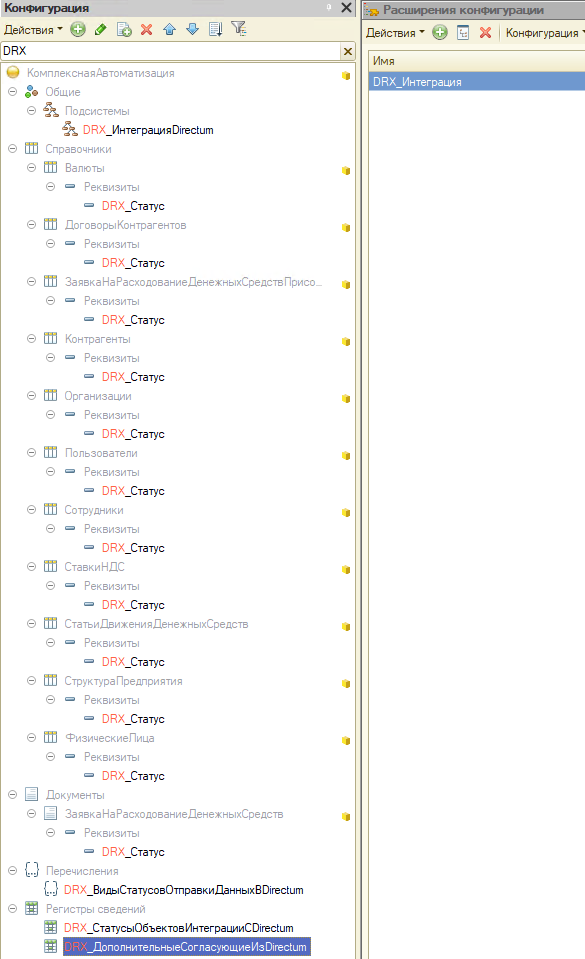 Конфигурация
Действия
DRX
КомплекснаяАвтоматизация
Общие
Подсистемы
DRX_ИнтеграцияDirectum
Справочники
Валюты
Реквизиты
DRX_Статус
ДоговорыКонтрагентов
Реквизиты
DRX_Статус
ЗаявкаНаРасходованиеДенежныхСредствПрисо...
Реквизиты
DRX_Статус
Контрагенты
Реквизиты
DRX_Статус
Организации
Реквизиты
DRX_Статус
Пользователи
Реквизиты
DRX_Статус
Сотрудники
Реквизиты
DRX_Статус
СтавкиНДС
Реквизиты
DRX_Статус
СтатьиДвиженияДенежныхСредств
Реквизиты
DRX_Статус
СтруктураПредприятия
Реквизиты
DRX_Статус
ФизическиеЛица
Реквизиты
DRX_Статус
Документы
ЗаявкаНаРасходованиеДенежныхСредств
Реквизиты
DRX_Статус
Перечисления
DRX_ВидыСтатусовОтправкиДанныхВDirectum
Регистры сведений
DRX_СтатусыОбъектовИнтеграцииСDirectum
DRX_ДополнительныеСогласующиеИзDirectum
Расширения конфигурации
Действия
Конфигурация
Имя
DRX_Интеграция